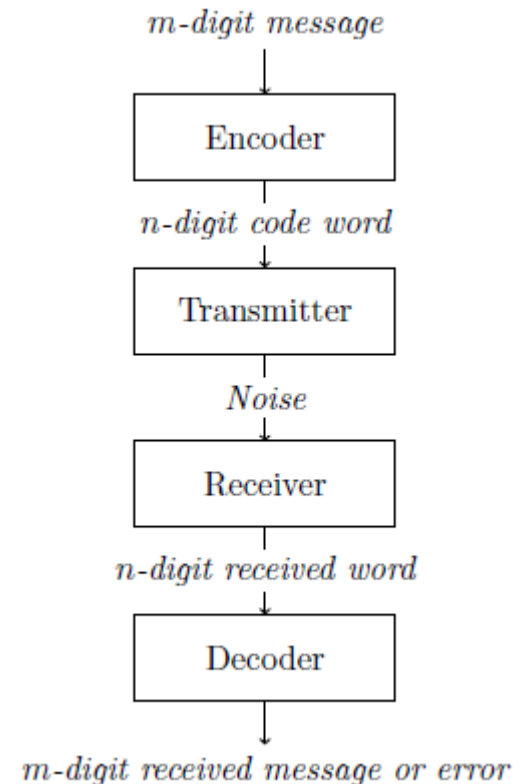 m-digit message
Encoder
n-digit code word
Transmitter
Noise
Receiver
n-digit received word
Decoder
m-digit received message or error